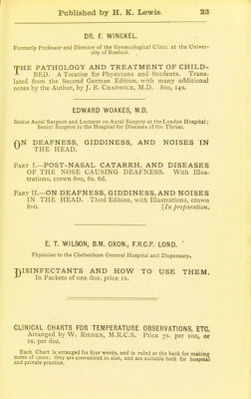 Published by H. K. Lewis. 23
DR. F. WINCKEL.
Formerly Professor and Director of the Gynæcological Clinic at the Univer-
sity of Rostock.
THE PATHOLOGY AND TREATMENT OF CHILD-
BED. A Treatise for Physicians and Students. Trans-
lated from the Second German Edition, with many additional
notes by the Author, by J. R. CHADWICK, M.D. 8vo, 14s.
EDWARD WOAKES, M.D.
Senior Aural Surgeon and Lecturer on Aural Surgery at the London Hospital;
Senior Surgeon to the Hospital for Diseases of the Throat.
ON DEAFNESS, GIDDINESS, AND NOISES IN
THE HEAD.
PART I.—POST-NASAL CATARRH, AND DISEASES
OF THE NOSE CAUSING DEAFNESS. With Illus-
trations, crown 8vo, 6s. 6d.
PART II.—ON DEAFNESS, GIDDINESS, AND NOISES
IN THE HEAD. Third Edition, with Illustrations, crown
8vo. [In preparation.
E. T. WILSON, B.M. OXON., F.R.C.P. LOND.
Physician to the Cheltenham General Hospital and Dispensary.
DISINFECTANTS AND HOW TO USE THEM.
In Packets of one doz. price 1s.
CLINICAL CHARTS FOR TEMPERATURE OBSERVATIONS, ETC.
Arranged by W. RIGDEN, M.R.C.S. Price 7s. per 100, or
1s. per doz.
Each Chart is arranged for four weeks, and is ruled at the back for making
notes of cases; they are convenient in size, and are suitable both for hospital
and private practice.